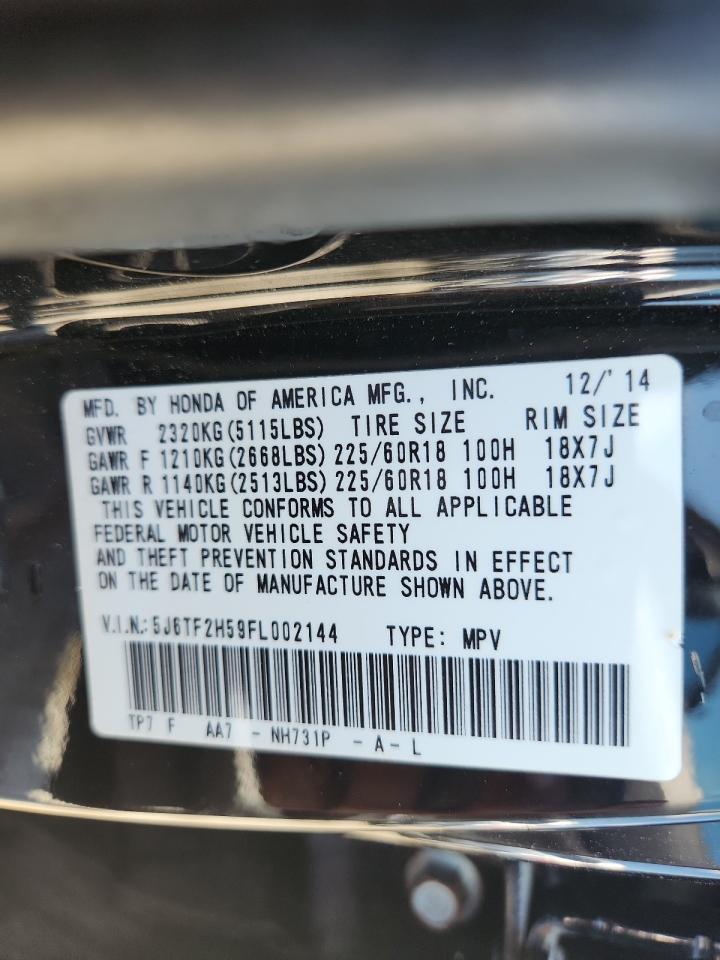 MFD. BY HONDA OF AMERICA MFG., INC. 12/'14
GVWR 2320KG(5115LBS) TIRE SIZE RIM SIZE
GAWR F 1210KG(2668LBS) 225/60R18 100H 18X7J
GAWR R 1140KG(2513LBS) 225/60R18 100H 18X7J
THIS VEHICLE CONFORMS TO ALL APPLICABLE
FEDERAL MOTOR VEHICLE SAFETY
AND THEFT PREVENTION STANDARDS IN EFFECT
ON THE DATE OF MANUFACTURE SHOWN ABOVE.
V.I.N.: 5J6TF2H59FL002144 TYPE: MPV
TP7 F AA7 - NH731P - A - L